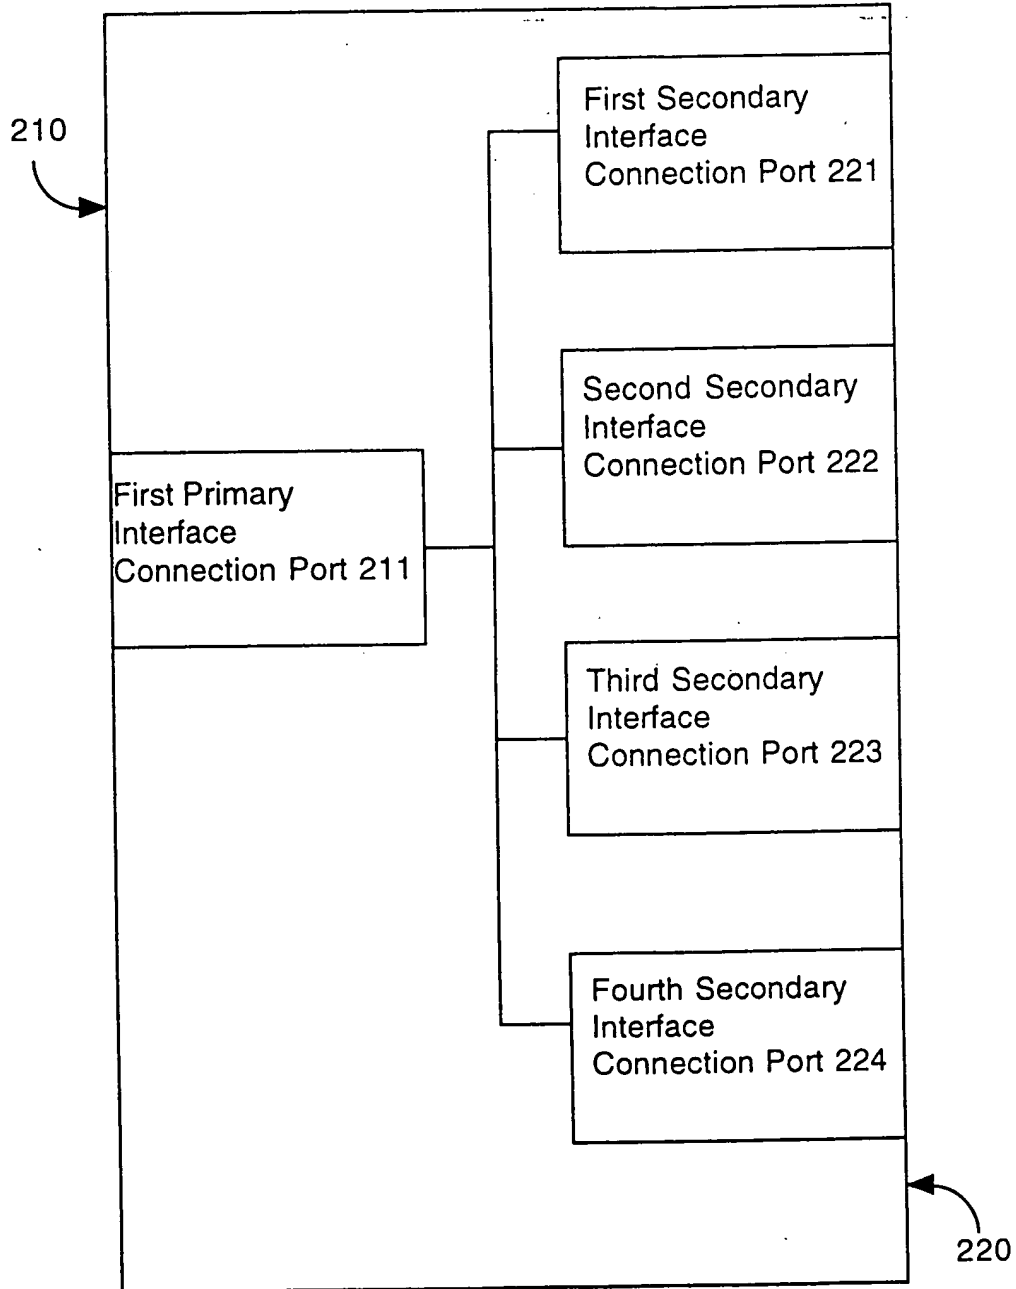 210
First Secondary
Interface
Connection Port 221
Second Secondary
Interface
Connection Port 222
First Primary
Interface
Connection Port 211
Third Secondary
Interface
Connection Port 223
Fourth Secondary
Interface
Connection Port 224
220